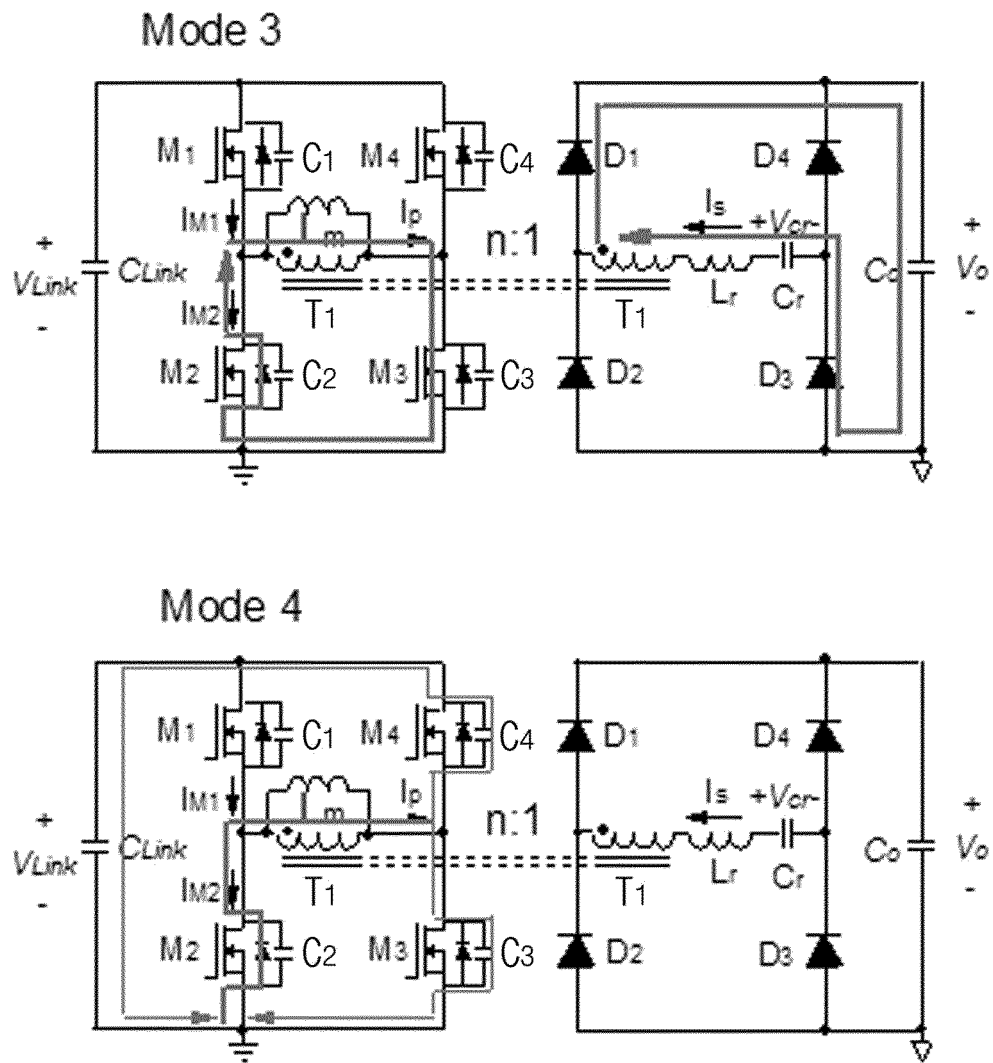 Mode 3
M1 C1 M4 C4 D1 D4
IM1 Ip n:1 Is +Vcr-
+ VLink - CLink m Co + Vo -
IM2 T1 T1 Lr Cr
M2 C2 M3 C3 D2 D3
Mode 4
M1 C1 M4 C4 D1 D4
IM1 Ip n:1 Is +Vcr-
+ VLink - CLink m Co + Vo -
IM2 T1 T1 Lr Cr
M2 C2 M3 C3 D2 D3